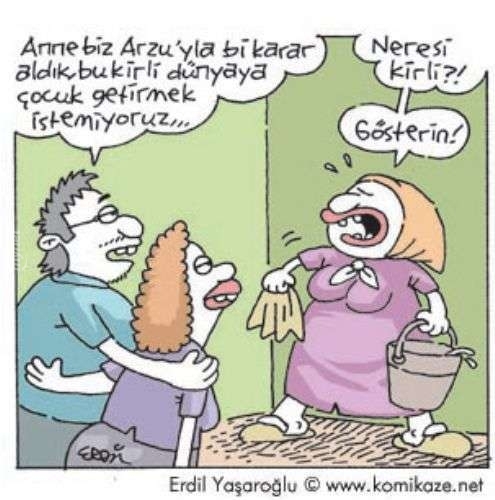 Anne biz Arzu'yla bi karar
aldık, bu kirli dünyaya
çocuk getirmek
istemiyoruz...
Neresi
kirli?!
Gösterin!
ERDİL
Erdil Yaşaroğlu © www.komikaze.net